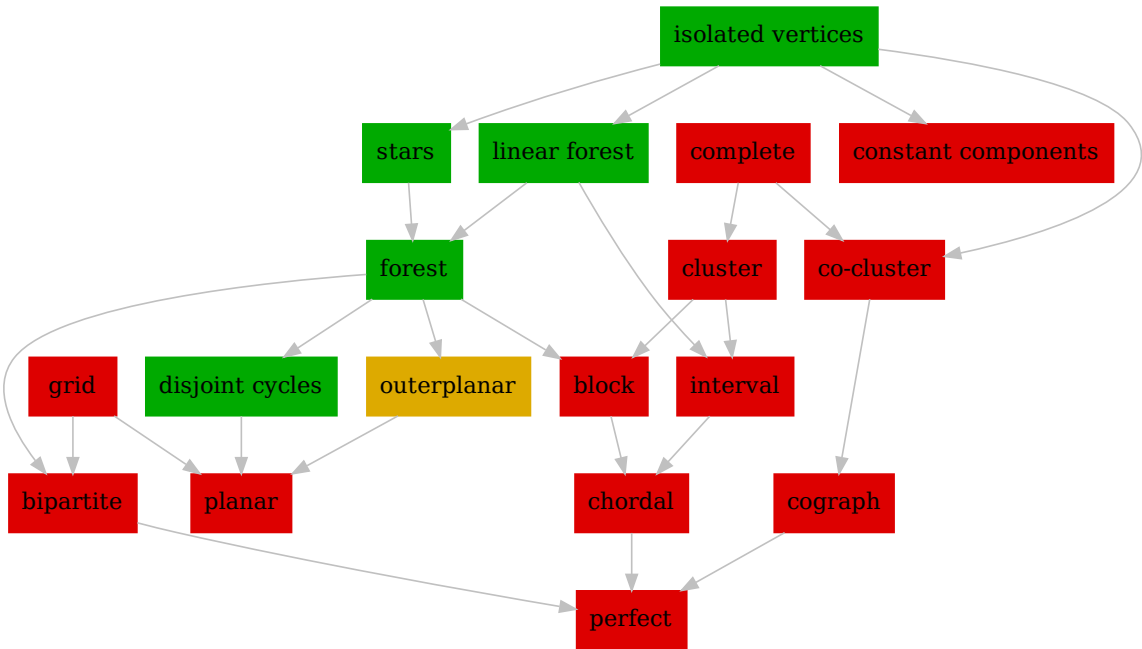 isolated vertices
stars
linear forest
complete
constant components
forest
cluster
co-cluster
grid
disjoint cycles
outerplanar
block
interval
bipartite
planar
chordal
cograph
perfect